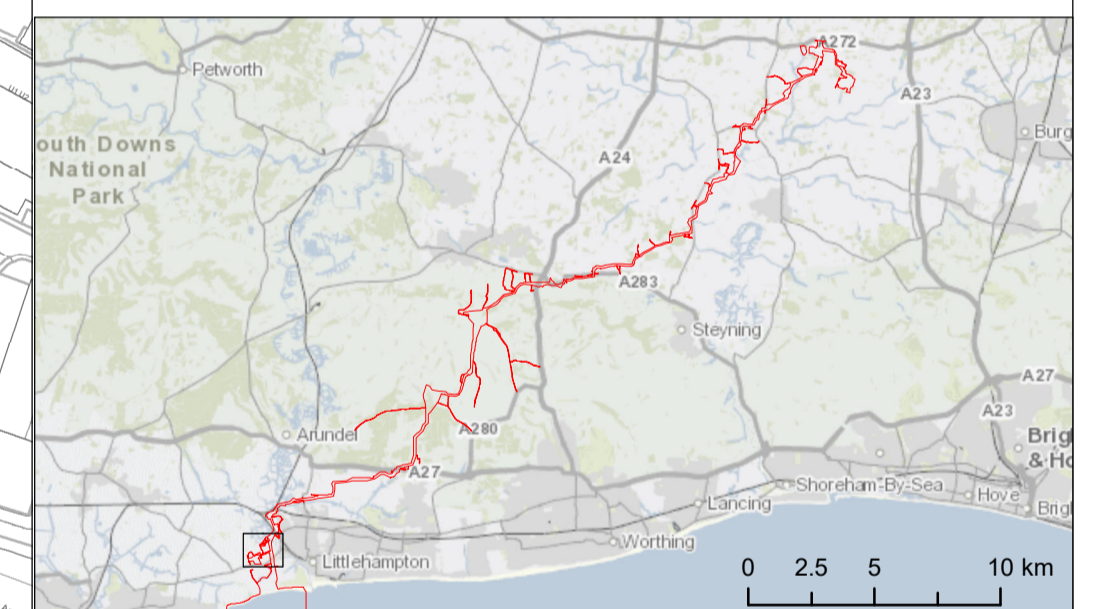 A272
Petworth
A23
Burg
outh Downs
National
Park
A24
A283
Steyning
A27
A23
Arundel
A280
Brig
& Ho
A27
Shoreham-By-Sea
Hove
Lancing
Brig
Worthing
Littlehampton
0 2.5 5 10 km